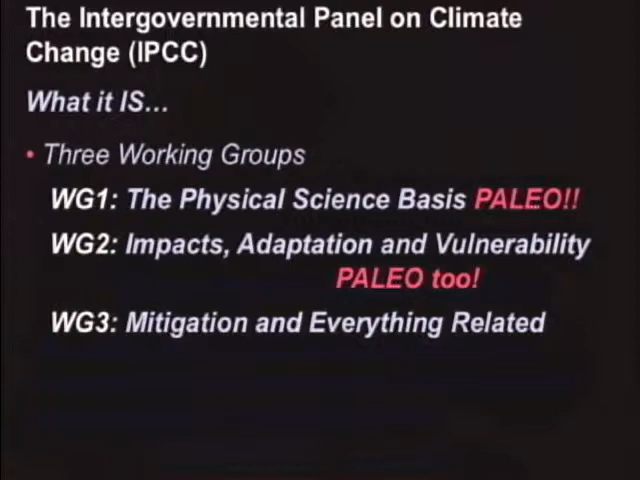 The Intergovernmental Panel on Climate
Change (IPCC)
What it IS...
• Three Working Groups
WG1: The Physical Science Basis PALEO!!
WG2: Impacts, Adaptation and Vulnerability
PALEO too!
WG3: Mitigation and Everything Related